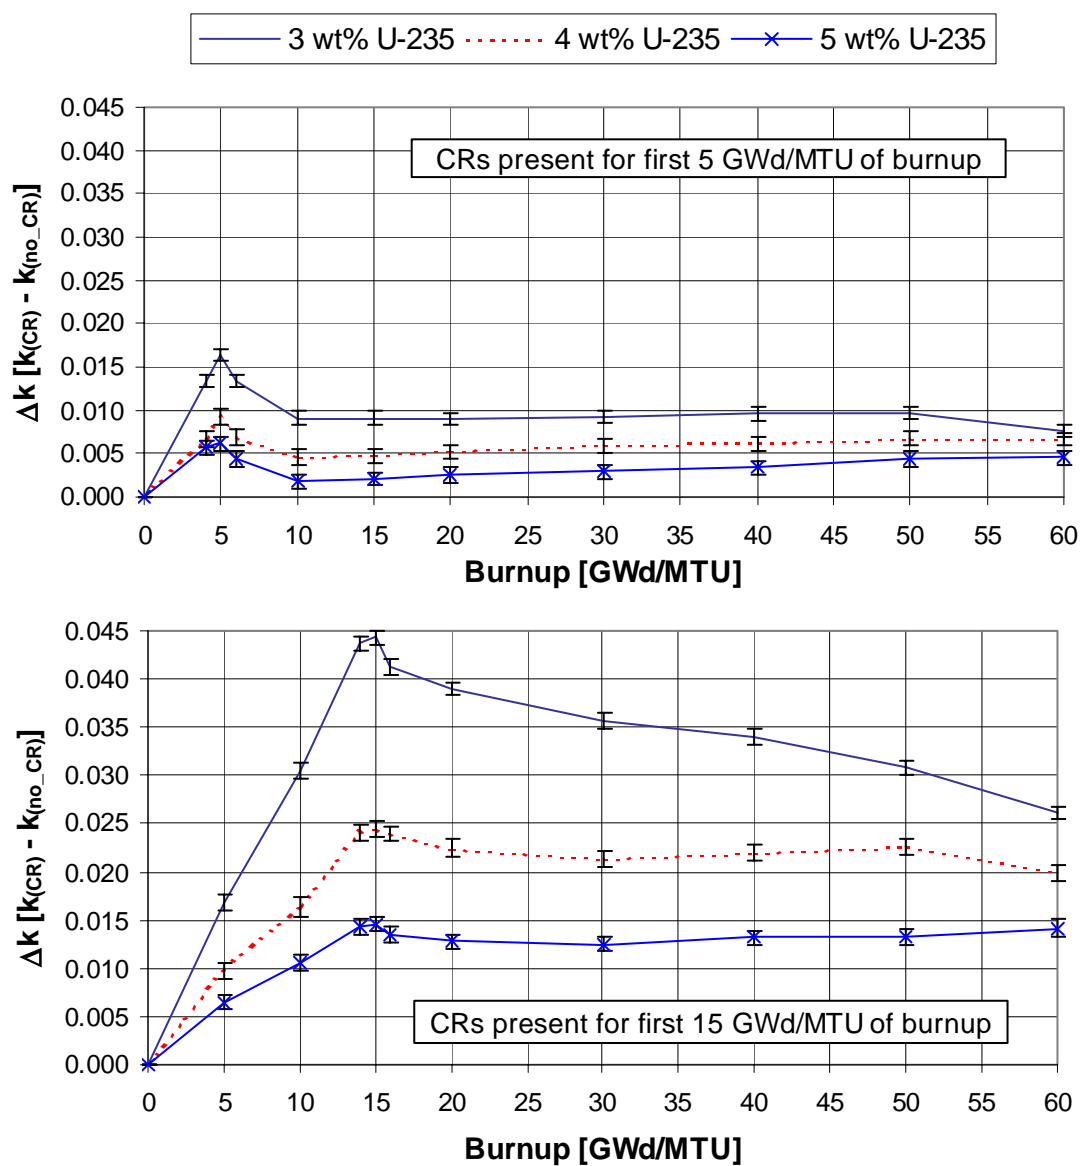 3 wt% U-235 4 wt% U-235 5 wt% U-235
0.045
0.040
0.035
0.030
0.025
0.020
0.015
0.010
0.005
0.000
Δk [k(CR) - k(no_CR)]
CRs present for first 5 GWd/MTU of burnup
0 5 10 15 20 25 30 35 40 45 50 55 60
Burnup [GWd/MTU]
0.045
0.040
0.035
0.030
0.025
0.020
0.015
0.010
0.005
0.000
Δk [k(CR) - k(no_CR)]
CRs present for first 15 GWd/MTU of burnup
0 5 10 15 20 25 30 35 40 45 50 55 60
Burnup [GWd/MTU]